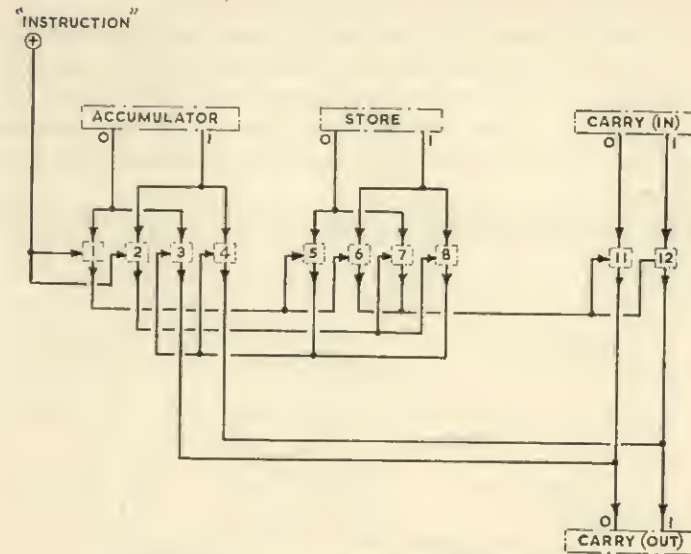 "INSTRUCTION"
ACCUMULATOR STORE CARRY (IN)
0 1 0 1 0 1
1 2 3 4 5 6 7 8 11 12
0 1
CARRY (OUT)